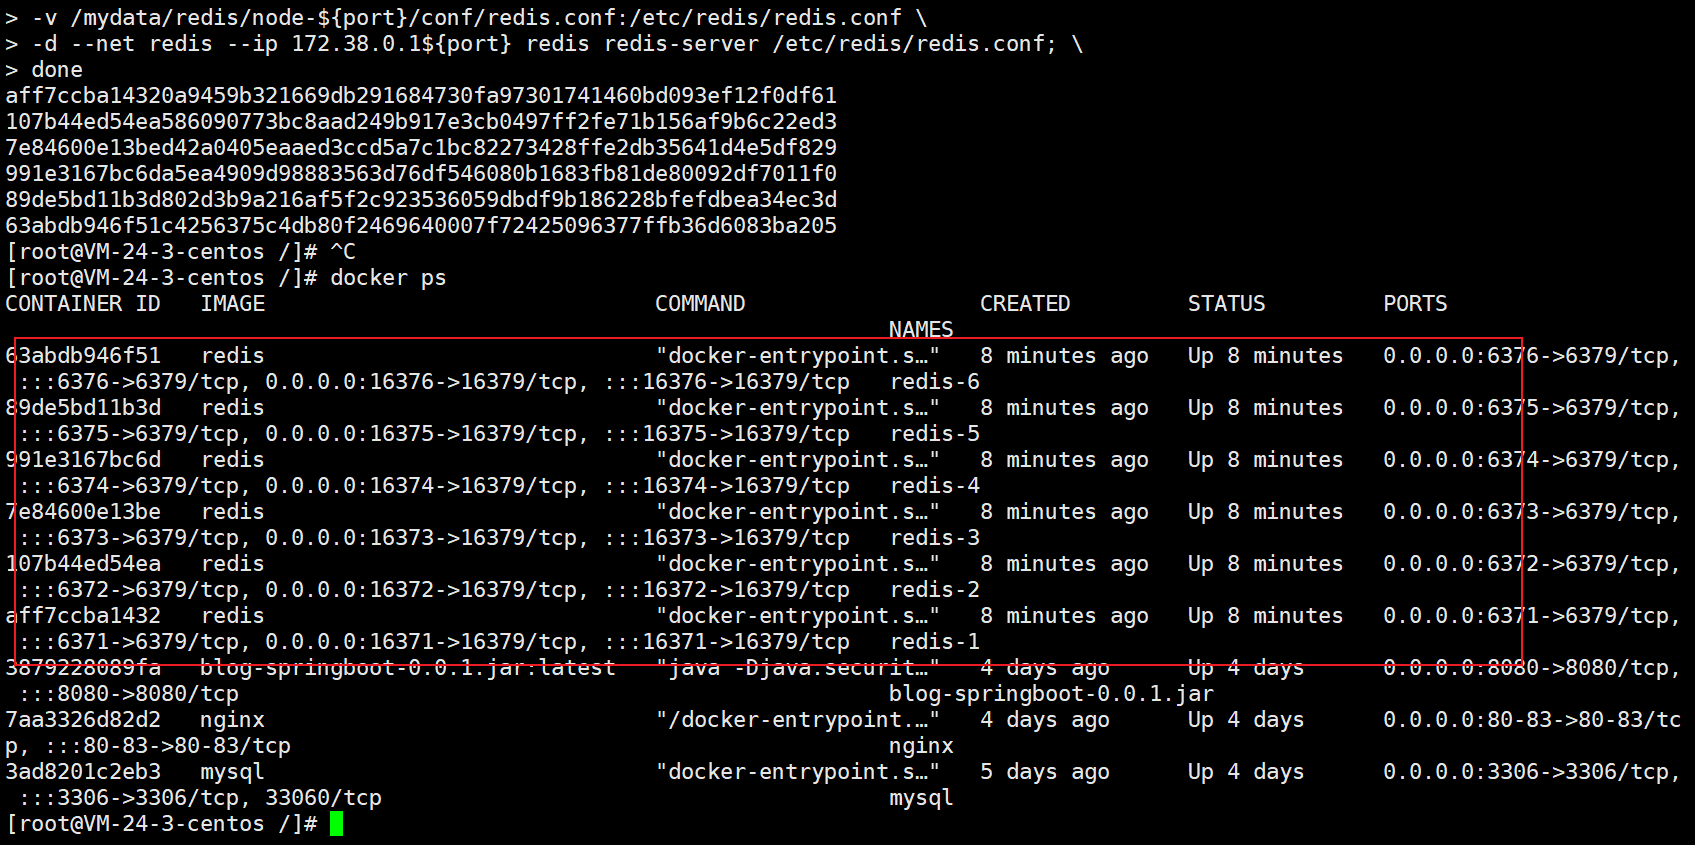 > -v /mydata/redis/node-${port}/conf/redis.conf:/etc/redis/redis.conf \
> -d --net redis --ip 172.38.0.1${port} redis redis-server /etc/redis/redis.conf; \
> done
aff7ccba14320a9459b321669db291684730fa97301741460bd093ef12f0df61
107b44ed54ea586090773bc8aad249b917e3cb0497ff2fe71b156af9b6c22ed3
7e84600e13bed42a0405eaaed3ccd5a7c1bc82273428ffe2db35641d4e5df829
991e3167bc6da5ea4909d98883563d76df546080b1683fb81de80092df7011f0
89de5bd11b3d802d3b9a216af5f2c923536059dbdf9b186228bfefdbea34ec3d
63abdb946f51c4256375c4db80f2469640007f72425096377ffb36d6083ba205
[root@VM-24-3-centos /]# ^C
[root@VM-24-3-centos /]# docker ps
CONTAINER ID   IMAGE                              COMMAND                  CREATED         STATUS         PORTS
NAMES
63abdb946f51   redis                              "docker-entrypoint.s…"   8 minutes ago   Up 8 minutes   0.0.0.0:6376->6379/tcp,
:::6376->6379/tcp, 0.0.0.0:16376->16379/tcp, :::16376->16379/tcp   redis-6
89de5bd11b3d   redis                              "docker-entrypoint.s…"   8 minutes ago   Up 8 minutes   0.0.0.0:6375->6379/tcp,
:::6375->6379/tcp, 0.0.0.0:16375->16379/tcp, :::16375->16379/tcp   redis-5
991e3167bc6d   redis                              "docker-entrypoint.s…"   8 minutes ago   Up 8 minutes   0.0.0.0:6374->6379/tcp,
:::6374->6379/tcp, 0.0.0.0:16374->16379/tcp, :::16374->16379/tcp   redis-4
7e84600e13be   redis                              "docker-entrypoint.s…"   8 minutes ago   Up 8 minutes   0.0.0.0:6373->6379/tcp,
:::6373->6379/tcp, 0.0.0.0:16373->16379/tcp, :::16373->16379/tcp   redis-3
107b44ed54ea   redis                              "docker-entrypoint.s…"   8 minutes ago   Up 8 minutes   0.0.0.0:6372->6379/tcp,
:::6372->6379/tcp, 0.0.0.0:16372->16379/tcp, :::16372->16379/tcp   redis-2
aff7ccba1432   redis                              "docker-entrypoint.s…"   8 minutes ago   Up 8 minutes   0.0.0.0:6371->6379/tcp,
:::6371->6379/tcp, 0.0.0.0:16371->16379/tcp, :::16371->16379/tcp   redis-1
3879228089fa   blog-springboot-0.0.1.jar:latest   "java -Djava.securit…"   4 days ago      Up 4 days      0.0.0.0:8080->8080/tcp,
:::8080->8080/tcp                                                  blog-springboot-0.0.1.jar
7aa3326d82d2   nginx                              "/docker-entrypoint.…"   4 days ago      Up 4 days      0.0.0.0:80-83->80-83/tc
p, :::80-83->80-83/tcp                                              nginx
3ad8201c2eb3   mysql                              "docker-entrypoint.s…"   5 days ago      Up 4 days      0.0.0.0:3306->3306/tcp,
:::3306->3306/tcp, 33060/tcp                                       mysql
[root@VM-24-3-centos /]#